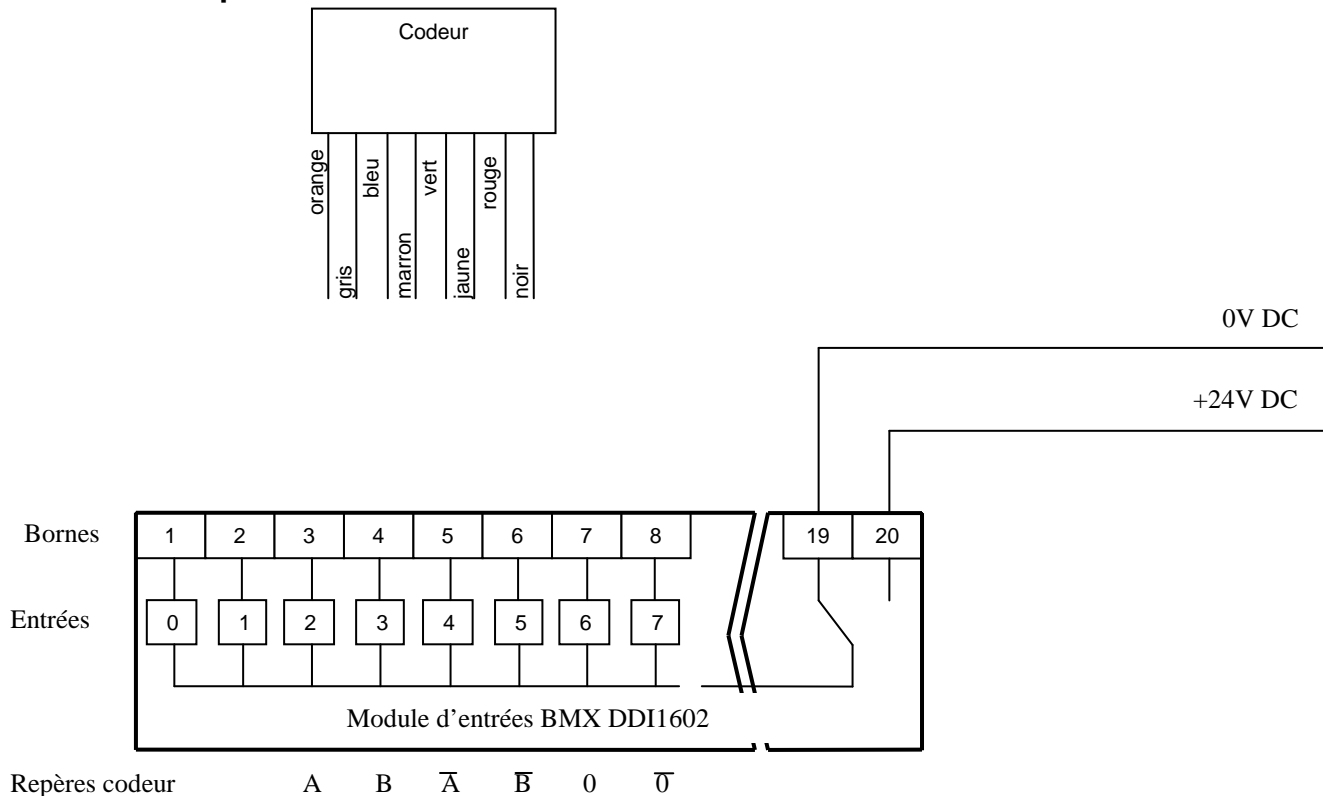 Codeur
orange
gris
bleu
marron
vert
jaune
rouge
noir
0V DC
+24V DC
Bornes 1 2 3 4 5 6 7 8 19 20
Entrées 0 1 2 3 4 5 6 7
Module d'entrées BMX DDI1602
Repères codeur A B A̅ B̅ 0 0̅